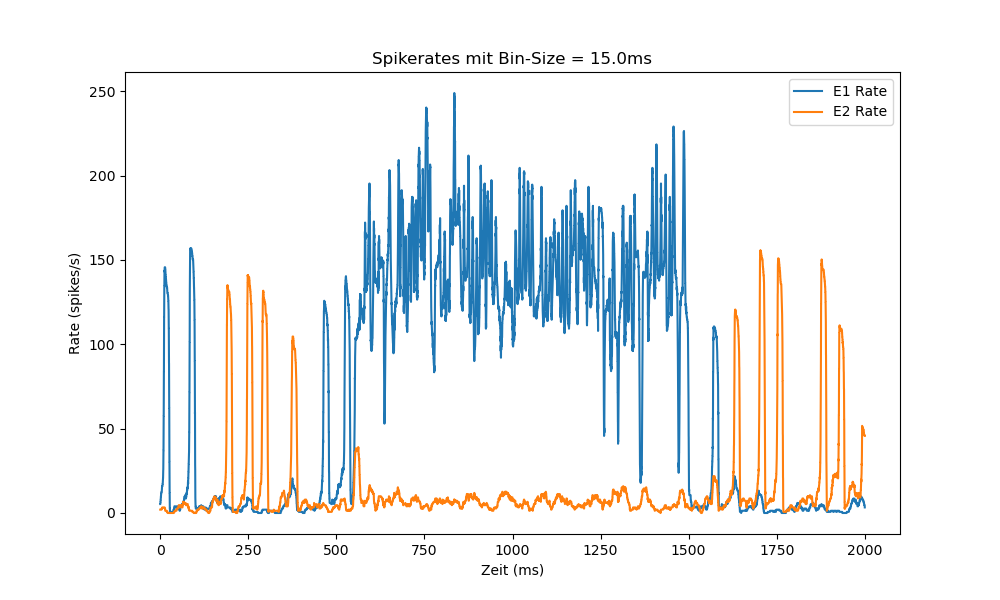 Spikerates mit Bin-Size = 15.0ms
E1 Rate
E2 Rate
Rate (spikes/s)
250
200
150
100
50
0
0 250 500 750 1000 1250 1500 1750 2000
Zeit (ms)